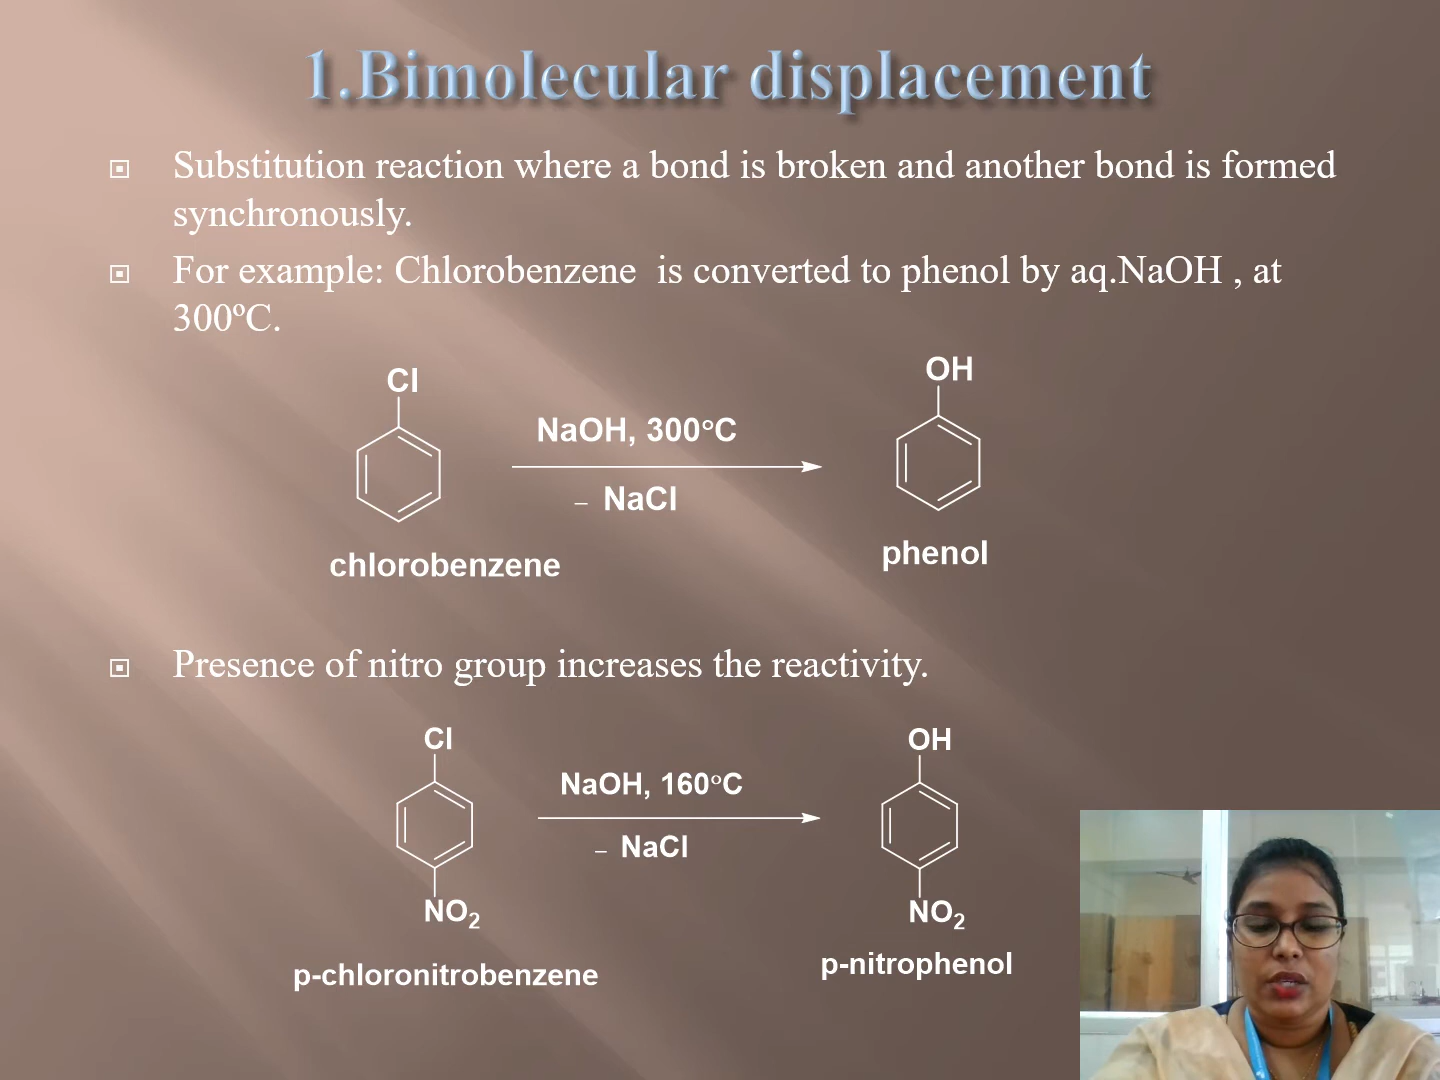 1.Bimolecular displacement
Substitution reaction where a bond is broken and another bond is formed
synchronously.
For example: Chlorobenzene is converted to phenol by aq.NaOH , at
300ºC.
Cl
OH
NaOH, 300°C
– NaCl
chlorobenzene
phenol
Presence of nitro group increases the reactivity.
Cl
OH
NaOH, 160°C
– NaCl
NO₂
NO₂
p-chloronitrobenzene
p-nitrophenol